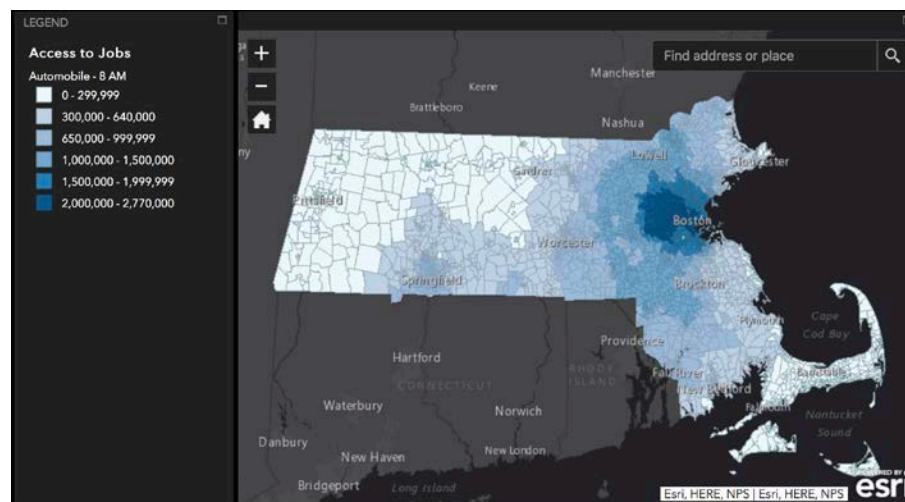 LEGEND
Access to Jobs
Automobile - 8 AM
0 - 299,999
300,000 - 640,000
650,000 - 999,999
1,000,000 - 1,500,000
1,500,000 - 1,999,999
2,000,000 - 2,770,000
+
−
Find address or place
Manchester
Keene
Brattleboro
Nashua
ny
Lowell
Gloucester
Gardner
Pittsfield
Boston
Worcester
Springfield
Brockton
Plymouth
Cape
Cod Bay
Providence
Hartford
RHODE
ISLAND
CONNECTICUT
Fall River
Barnstable
New Bedford
Waterbury
Norwich
Falmouth
Nantucket
Sound
Danbury
New Haven
New London
Bridgeport
Long Island
POWERED BY
esri
Esri, HERE, NPS | Esri, HERE, NPS